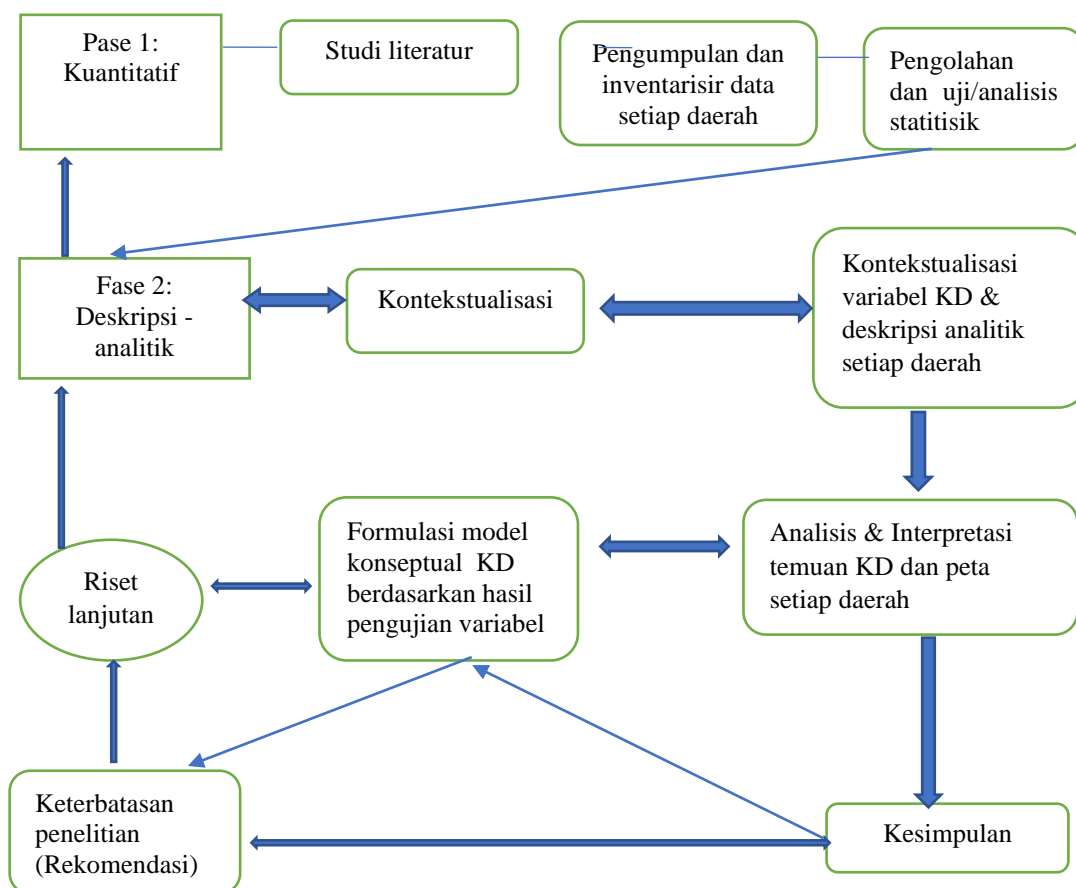 Pase 1:
Kuantitatif
Studi literatur
Pengumpulan dan
inventarisir data
setiap daerah
Pengolahan
dan uji/analisis
statitisik
Fase 2:
Deskripsi -
analitik
Kontekstualisasi
Kontekstualisasi
variabel KD &
deskripsi analitik
setiap daerah
Riset
lanjutan
Formulasi model
konseptual KD
berdasarkan hasil
pengujian variabel
Analisis & Interpretasi
temuan KD dan peta
setiap daerah
Keterbatasan
penelitian
(Rekomendasi)
Kesimpulan